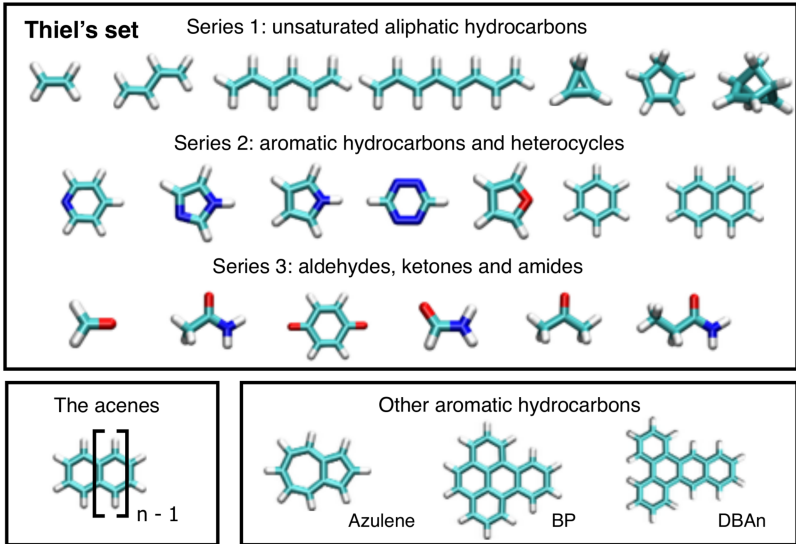 Thiel's set
Series 1: unsaturated aliphatic hydrocarbons
Series 2: aromatic hydrocarbons and heterocycles
Series 3: aldehydes, ketones and amides
The acenes
n - 1
Other aromatic hydrocarbons
Azulene
BP
DBAn